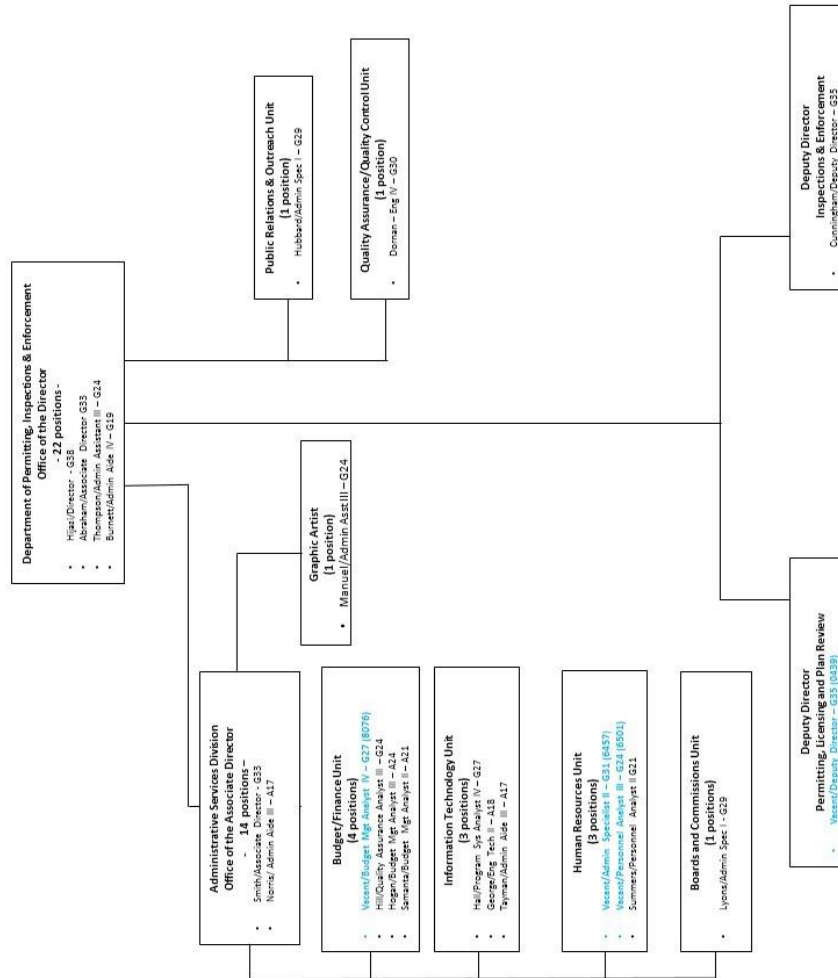 Department of Permitting, Inspections & Enforcement
Office of the Director
- 22 positions -
• Hijazi/Director - G38
• Abraham/Associate Director G33
• Thompson/Admin Assistant III – G24
• Burnett/Admin Aide IV – G19
Public Relations & Outreach Unit
(1 position)
• Hubbard/Admin Spec I – G29
Quality Assurance/Quality Control Unit
(1 position)
• Dornan – Eng IV – G30
Administrative Services Division
Office of the Associate Director
- 14 positions –
• Smith/Associate Director - G33
• Norris/ Admin Aide III – A17
Graphic Artist
(1 position)
• Manuel/Admin Asst III – G24
Budget/Finance Unit
(4 positions)
• Vacant/Budget Mgt Analyst IV – G27 (8076)
• Hill/Quality Assurance Analyst III – G24
• Hogan/Budget Mgt Analyst III – A24
• Samanta/Budget Mgt Analyst II – A21
Information Technology Unit
(3 positions)
• Hall/Program Sys Analyst IV – G27
• George/Eng Tech II – A18
• Tayman/Admin Aide III – A17
Human Resources Unit
(3 positions)
• Vacant/Admin Specialist II – G31 (6457)
• Vacant/Personnel Analyst III – G24 (6501)
• Summers/Personnel Analyst II G21
Boards and Commissions Unit
(1 positions)
• Lyons/Admin Spec I - G29
Deputy Director
Permitting, Licensing and Plan Review
• Vacant/Deputy Director – G35 (0439)
Deputy Director
Inspections & Enforcement
• Cunningham/Deputy Director – G35